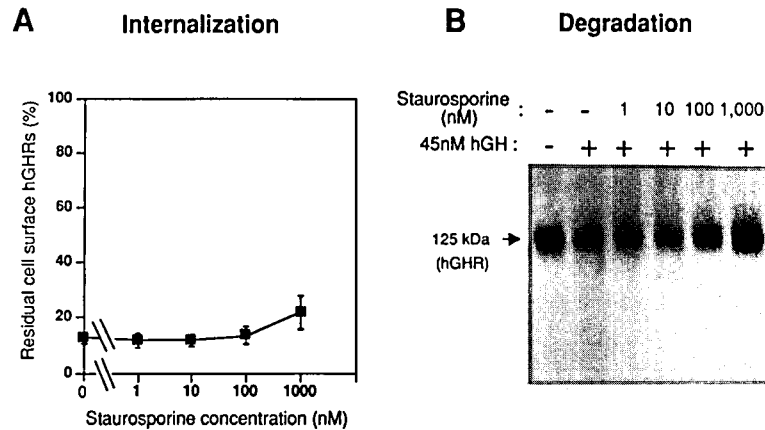 A Internalization
Residual cell surface hGHRs (%)
100
80
60
40
20
0
0 1 10 100 1000
Staurosporine concentration (nM)
B Degradation
Staurosporine (nM) : - - 1 10 100 1,000
45nM hGH : - + + + + +
125 kDa
(hGHR)